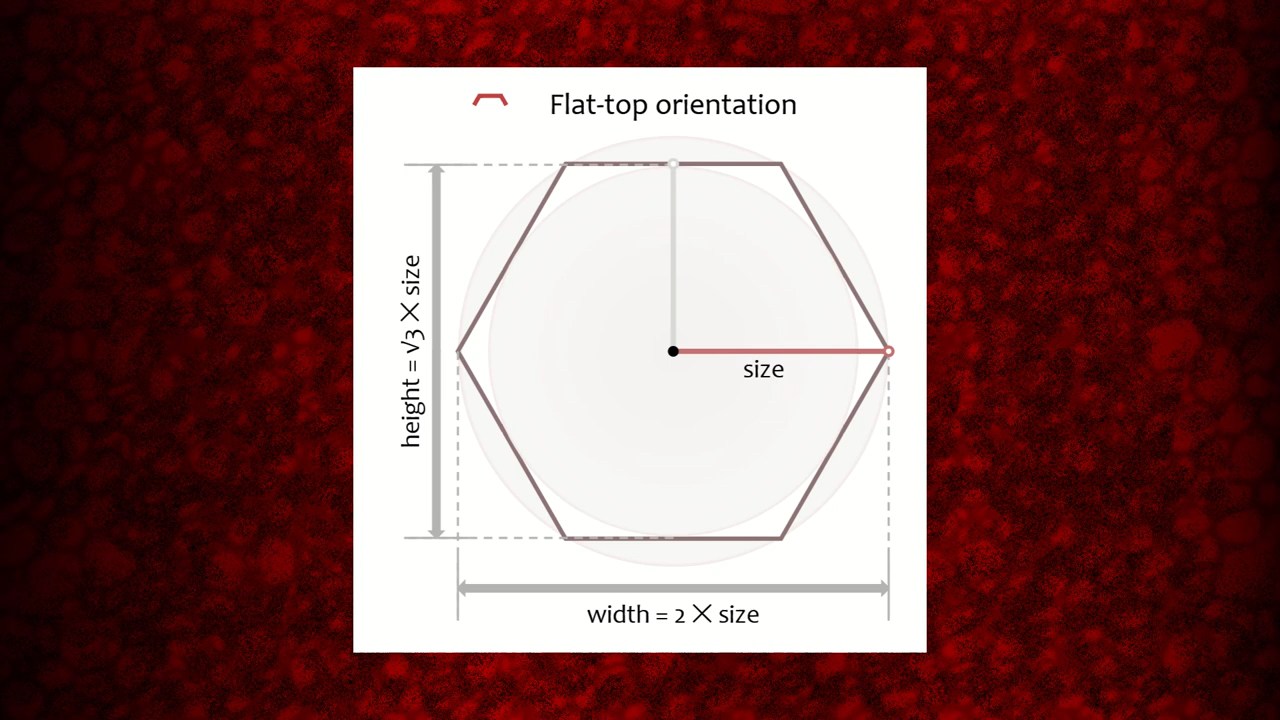 Flat-top orientation
height = √3 × size
size
width = 2 × size